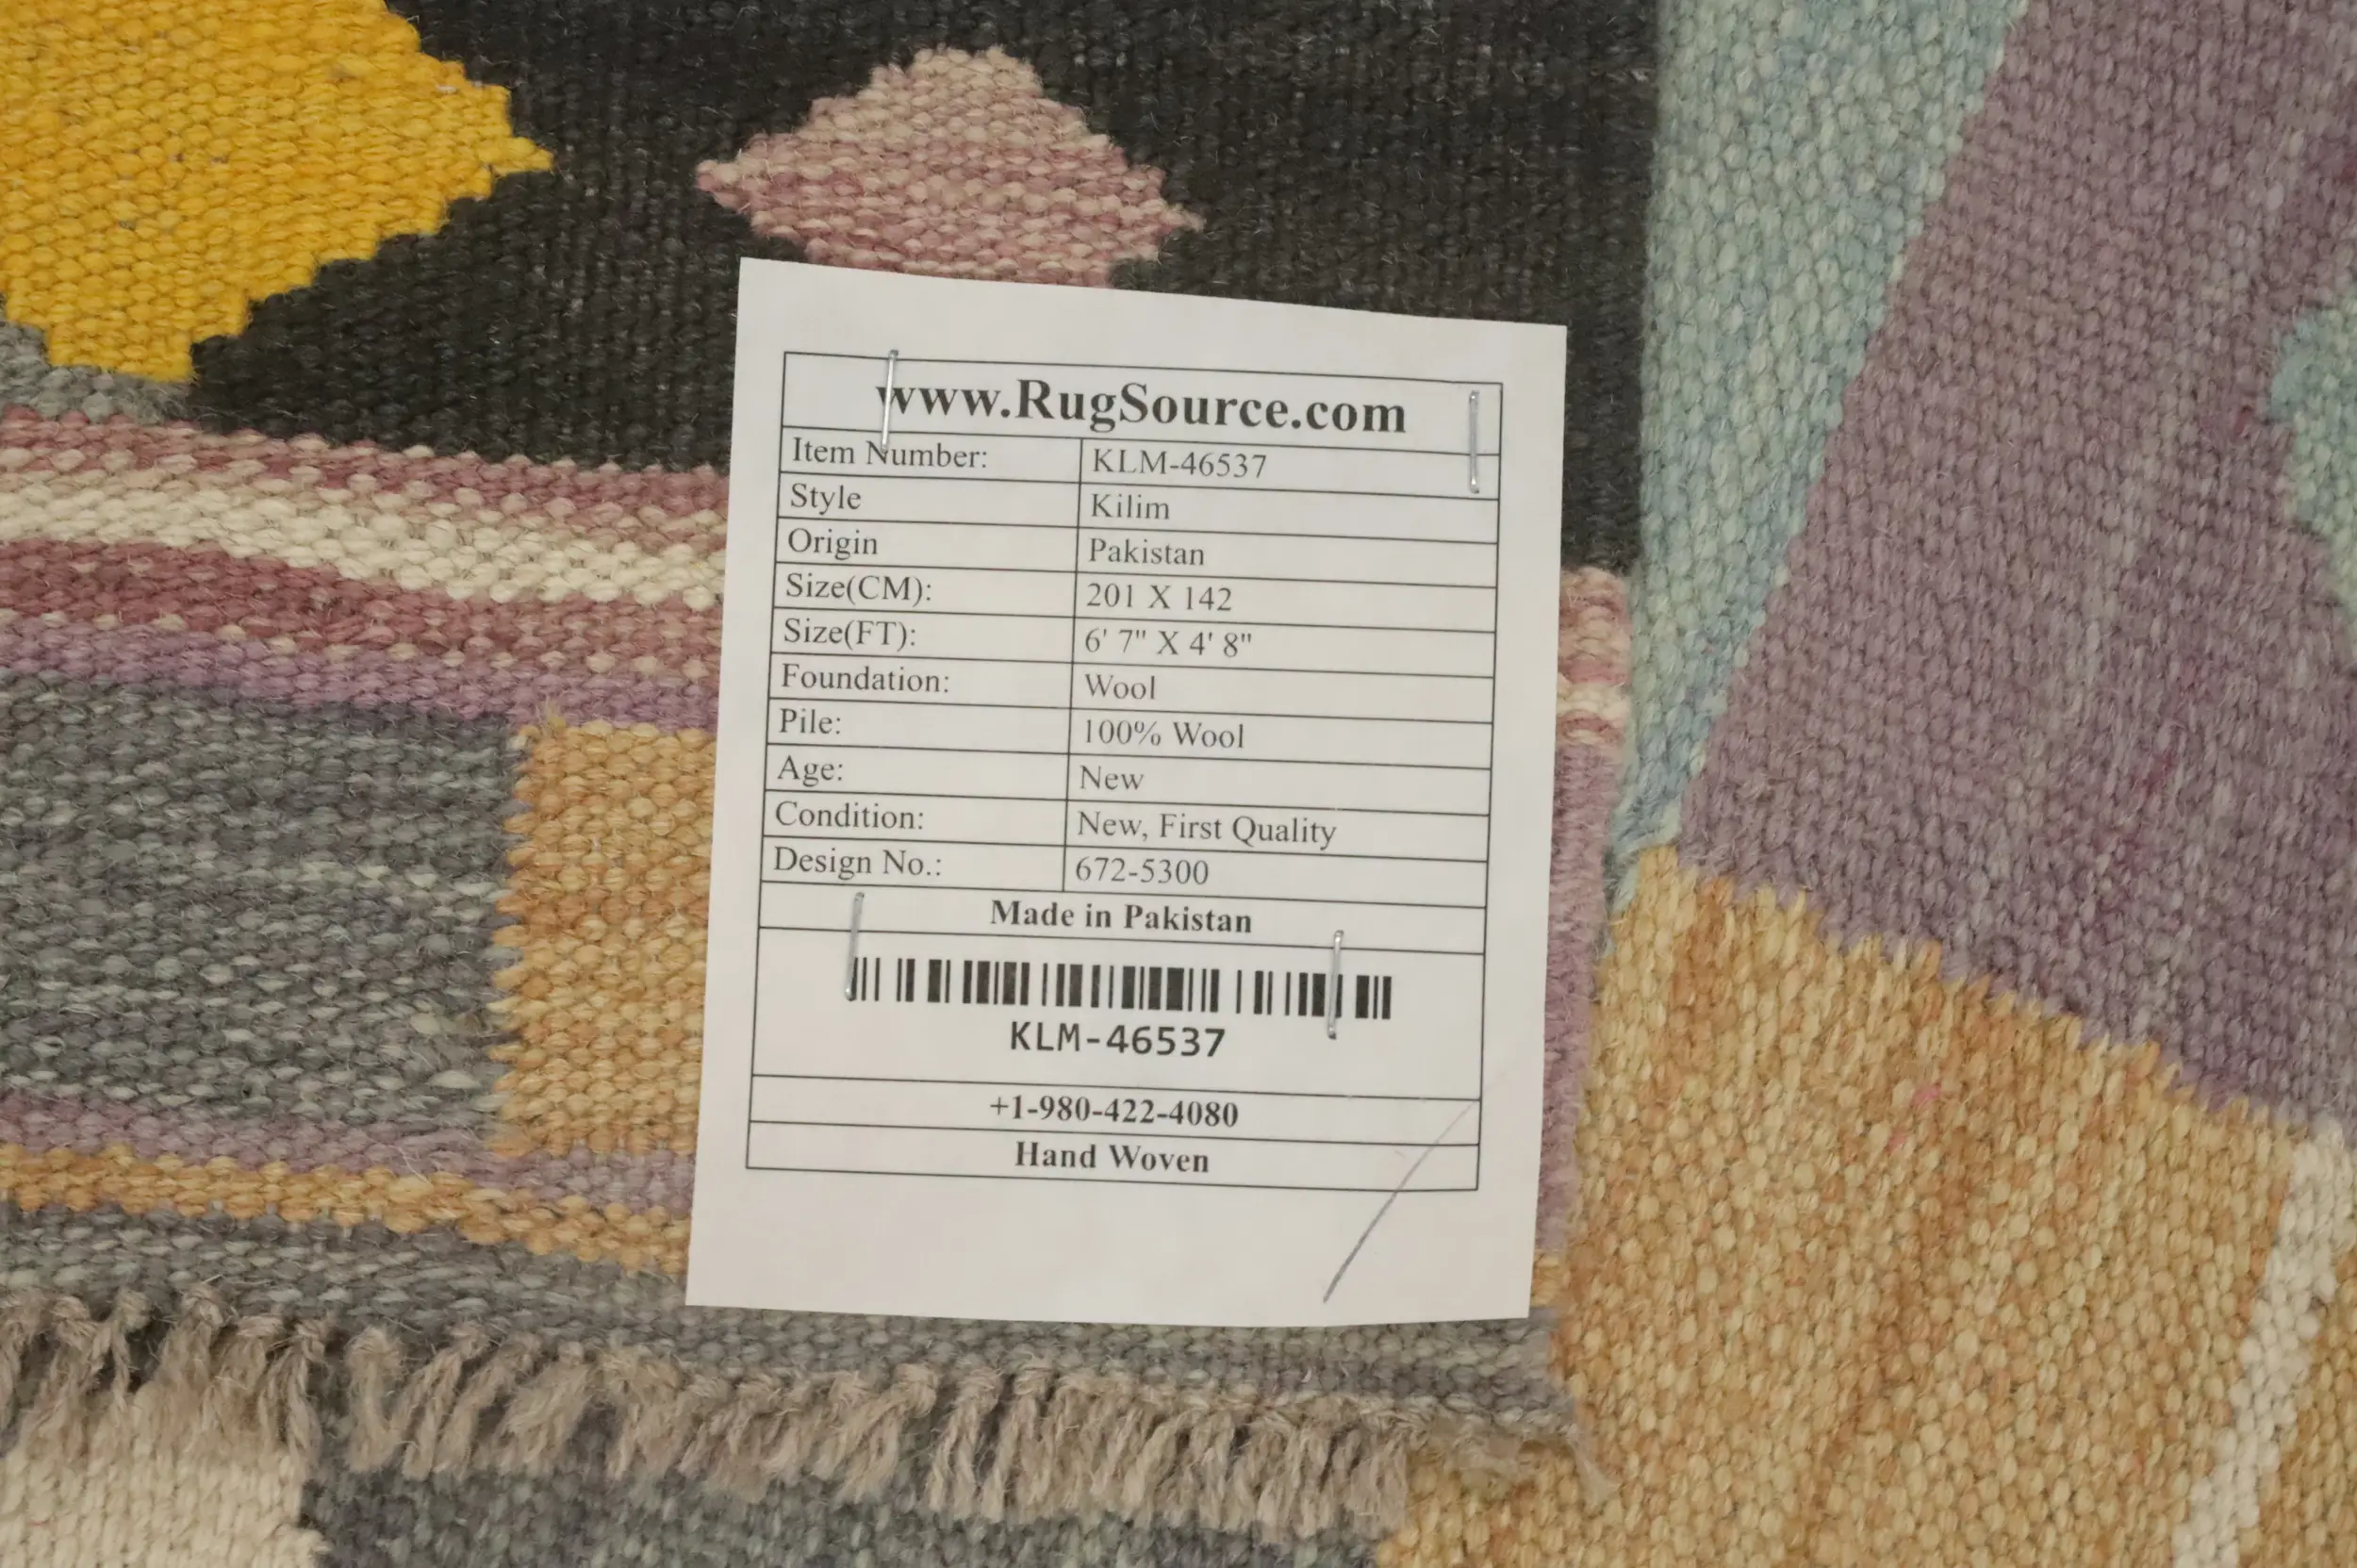 www.RugSource.com
Item Number: KLM-46537
Style Kilim
Origin Pakistan
Size(CM): 201 X 142
Size(FT): 6' 7" X 4' 8"
Foundation: Wool
Pile: 100% Wool
Age: New
Condition: New, First Quality
Design No.: 672-5300
Made in Pakistan
KLM-46537
+1-980-422-4080
Hand Woven